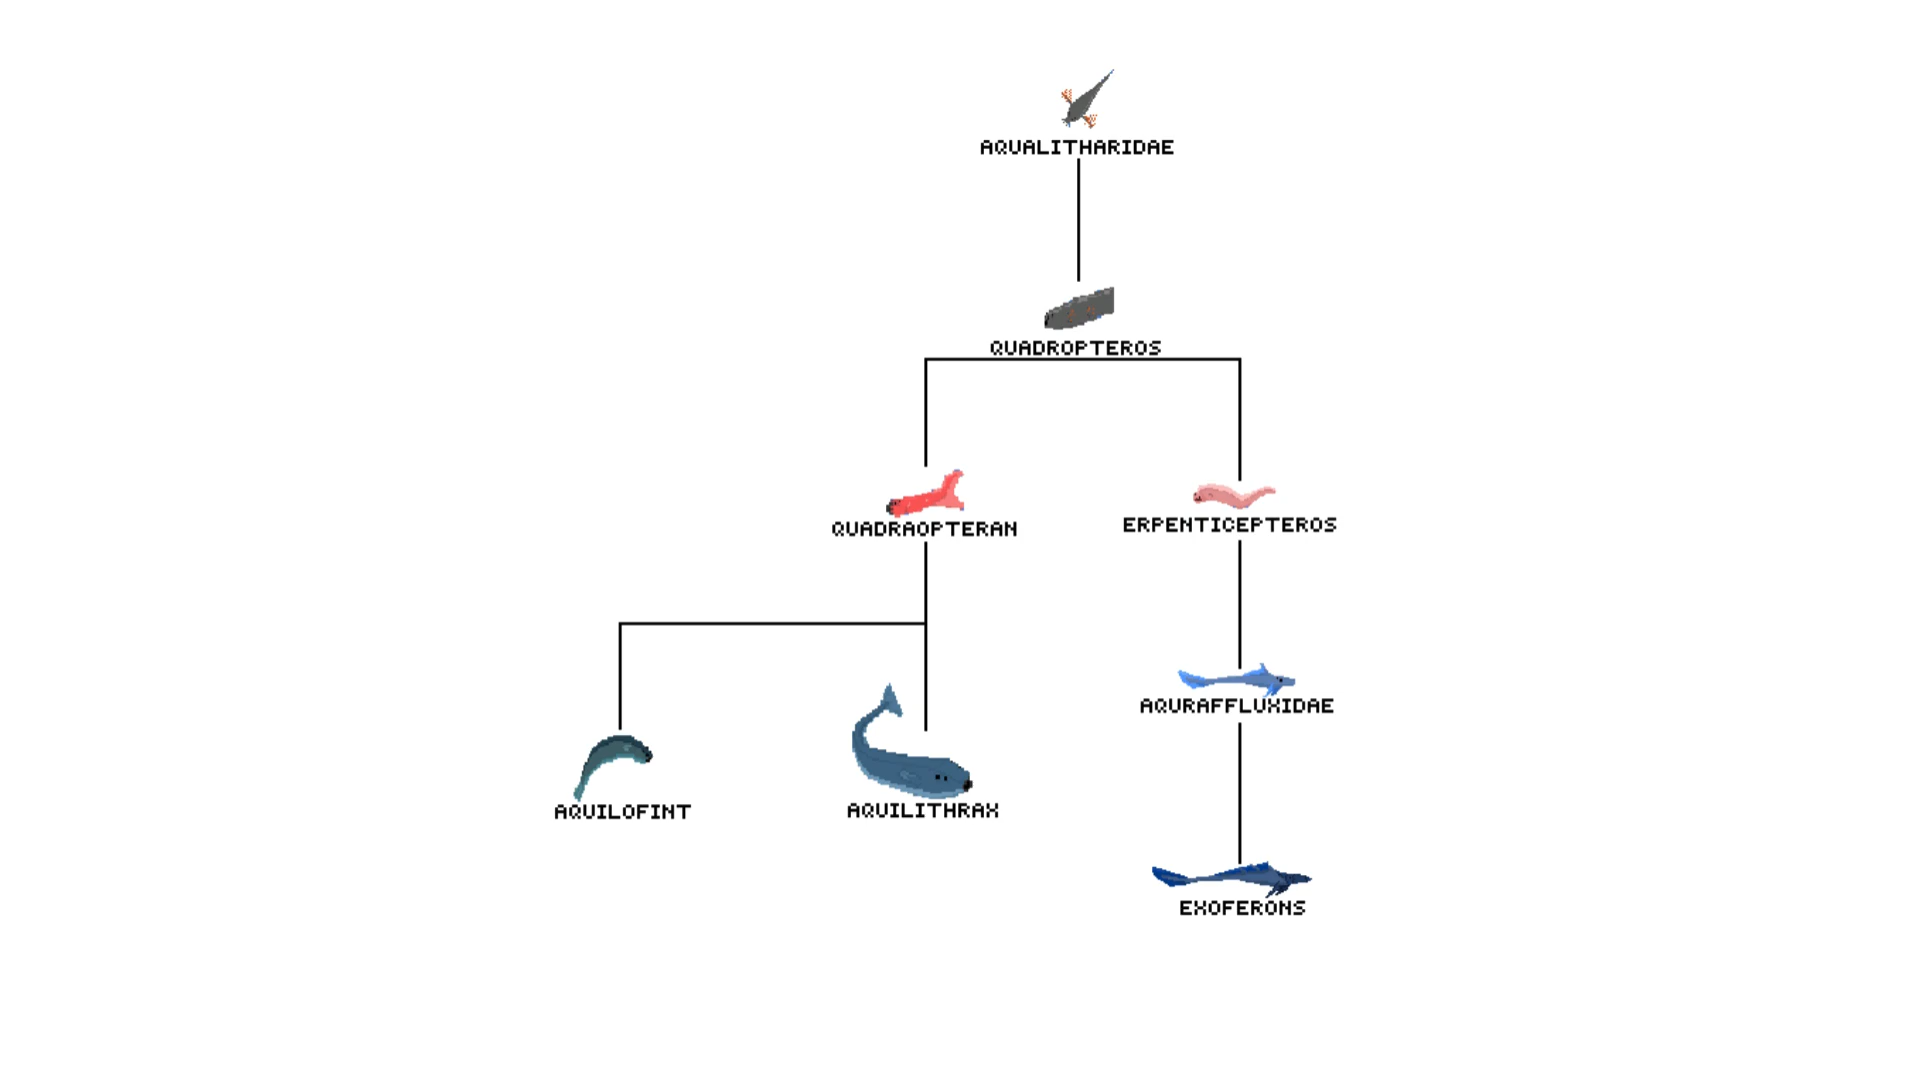 AQUALITHARIDAE
QUADROPTEROS
QUADRAOPTERAN
ERPENTICEPTEROS
AQURAFFLUXIDAE
AQUILOFINT
AQUILITHRAX
EXOFERONS